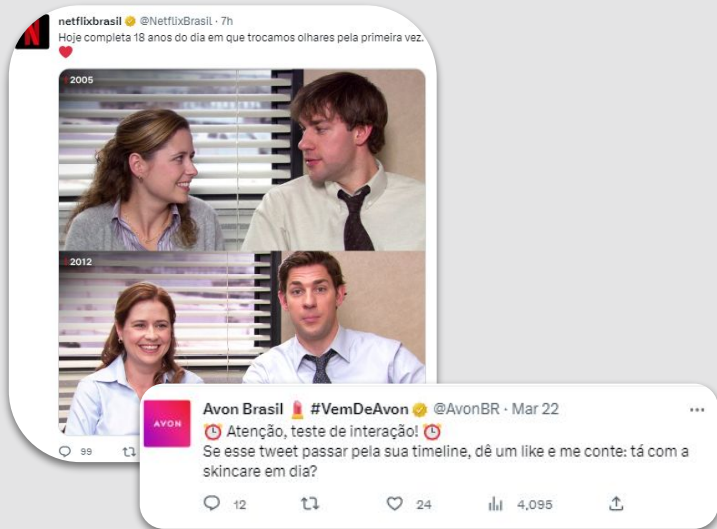 netflixbrasil @NetflixBrasil · 7h
Hoje completa 18 anos do dia em que trocamos olhares pela primeira vez.
❤️
2005
2012
99
AVON
Avon Brasil 💄 #VemDeAvon @AvonBR · Mar 22
⏰ Atenção, teste de interação! ⏰
Se esse tweet passar pela sua timeline, dê um like e me conte: tá com a
skincare em dia?
12 24 4,095